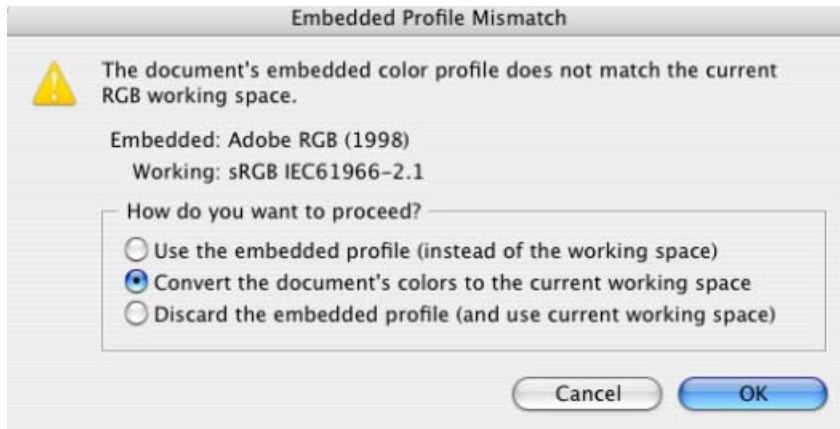 Embedded Profile Mismatch
The document's embedded color profile does not match the current
RGB working space.
Embedded: Adobe RGB (1998)
Working: sRGB IEC61966-2.1
How do you want to proceed?
Use the embedded profile (instead of the working space)
Convert the document's colors to the current working space
Discard the embedded profile (and use current working space)
Cancel OK